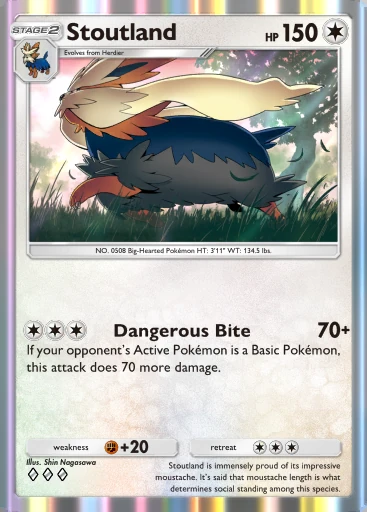 STAGE 2 Stoutland HP 150
Evolves from Herdier
NO. 0508 Big-Hearted Pokémon HT: 3'11" WT: 134.5 lbs.
Dangerous Bite 70+
If your opponent's Active Pokémon is a Basic Pokémon,
this attack does 70 more damage.
weakness +20 retreat
Illus. Shin Nagasawa
Stoutland is immensely proud of its impressive
moustache. It's said that moustache length is what
determines social standing among this species.